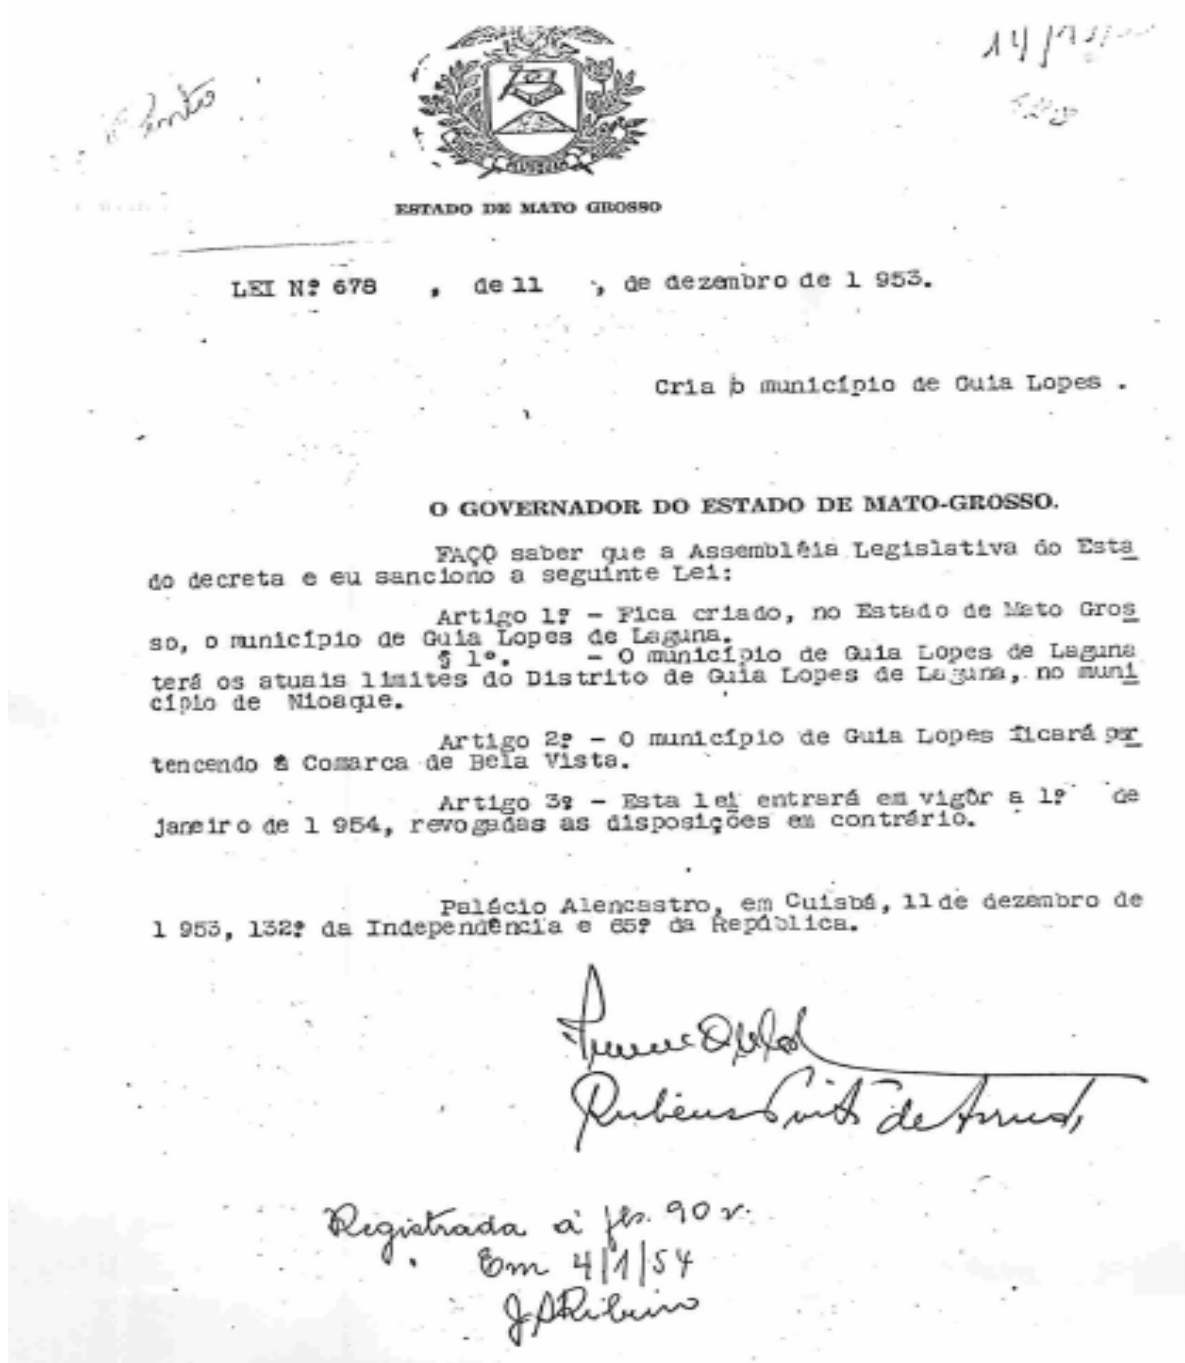 Pinto
ESTADO DE MATO GROSSO
LEI Nº 678 , de 11 , de dezembro de 1 953.
Cria o município de Guia Lopes .
O GOVERNADOR DO ESTADO DE MATO-GROSSO.
FAÇO saber que a Assembléia Legislativa do Esta
do decreta e eu sanciono a seguinte Lei:
Artigo 1º - Fica criado, no Estado de Mato Gros
so, o município de Guia Lopes de Laguna.
§ 1º. - O município de Guia Lopes de Laguna
terá os atuais limites do Distrito de Guia Lopes de Laguna, no muni
cípio de Nioaque.
Artigo 2º - O município de Guia Lopes ficará per
tencendo à Comarca de Bela Vista.
Artigo 3º - Esta lei entrará em vigôr a 1º de
janeiro de 1 954, revogadas as disposições em contrário.
Palácio Alencastro, em Cuiabá, 11 de dezembro de
1 953, 132º da Independência e 65º da República.
Rubens Pinto de Arruda
Registrada à fls. 90 v.
Em 4/1/54
J. A. Ribeiro